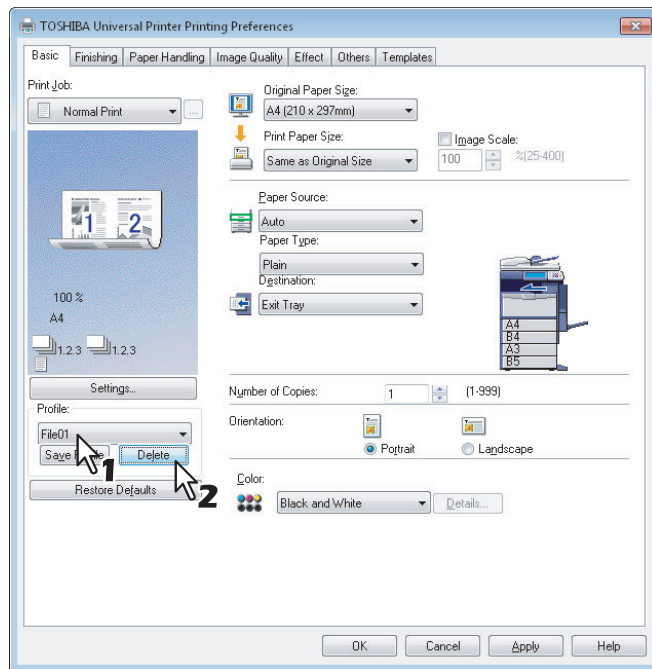 TOSHIBA Universal Printer Printing Preferences
Basic Finishing Paper Handling Image Quality Effect Others Templates
Print Job:
Normal Print ...
1 2
100 %
A4
1.2.3 1.2.3
Settings...
Profile:
File01
1
Delete
2
Restore Defaults
Original Paper Size:
A4 (210 x 297mm)
Print Paper Size:
Same as Original Size
Image Scale:
100 %(25-400)
Paper Source:
Auto
Paper Type:
Plain
Destination:
Exit Tray
A4
B4
A3
B5
Number of Copies: 1 (1-999)
Orientation:
Portrait Landscape
Color:
Black and White Details...
OK Cancel Apply Help